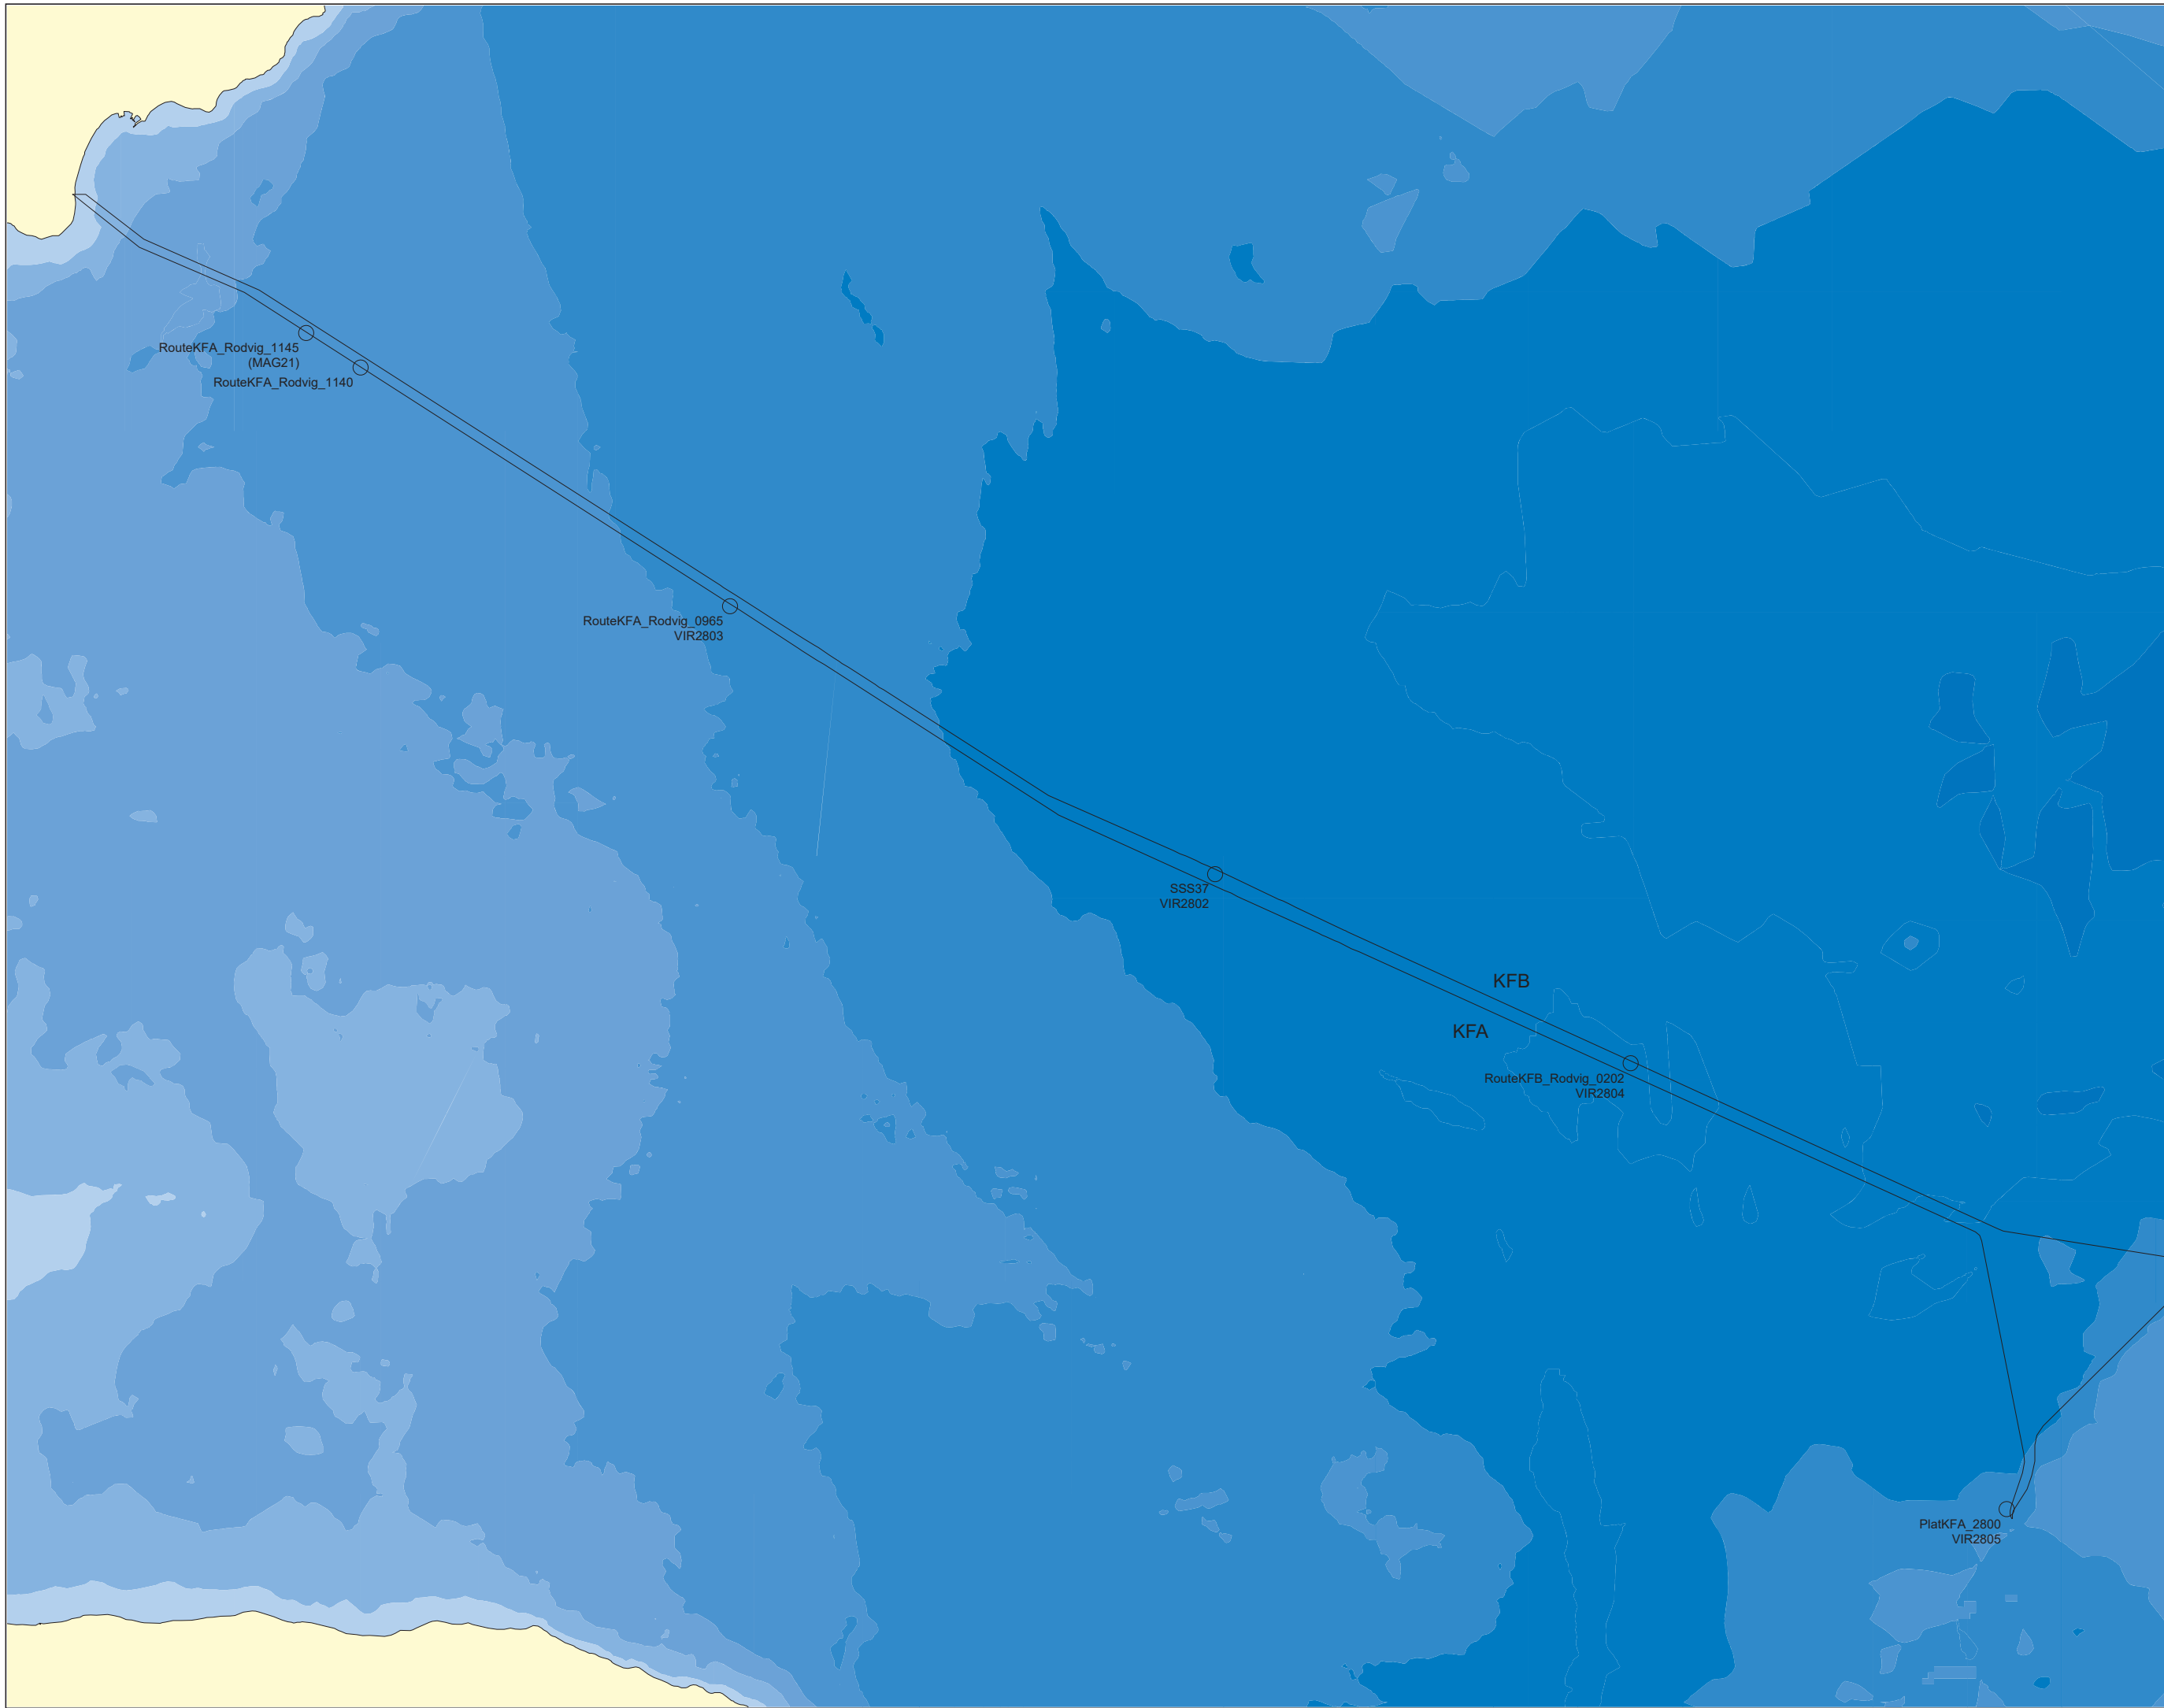 RouteKFA_Rodvig_1145
(MAG21)
RouteKFA_Rodvig_1140
RouteKFA_Rodvig_0965
VIR2803
SSS37
VIR2802
KFB
KFA
RouteKFB_Rodvig_0202
VIR2804
PlatKFA_2800
VIR2805